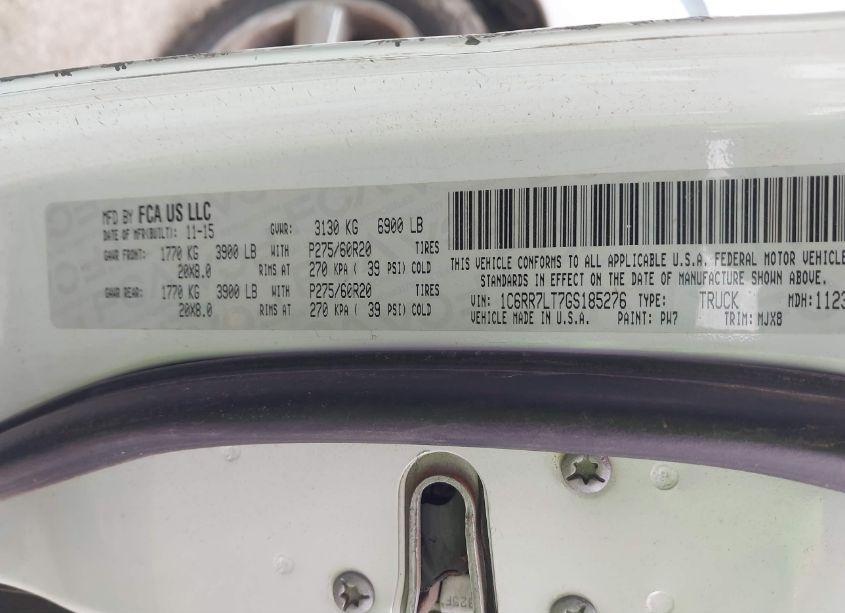 MFD BY FCA US LLC
DATE OF MFR(BUILT): 11-15 GVWR: 3130 KG 6900 LB
GAWR FRONT: 1770 KG 3900 LB WITH P275/60R20 TIRES
20X8.0 RIMS AT 270 KPA ( 39 PSI) COLD
GAWR REAR: 1770 KG 3900 LB WITH P275/60R20 TIRES
20X8.0 RIMS AT 270 KPA ( 39 PSI) COLD
THIS VEHICLE CONFORMS TO ALL APPLICABLE U.S.A. FEDERAL MOTOR VEHICLE
STANDARDS IN EFFECT ON THE DATE OF MANUFACTURE SHOWN ABOVE.
VIN: 1C6RR7LT7GS185276 TYPE: TRUCK MDH: 1123
VEHICLE MADE IN U.S.A. PAINT: PW7 TRIM: MJX8